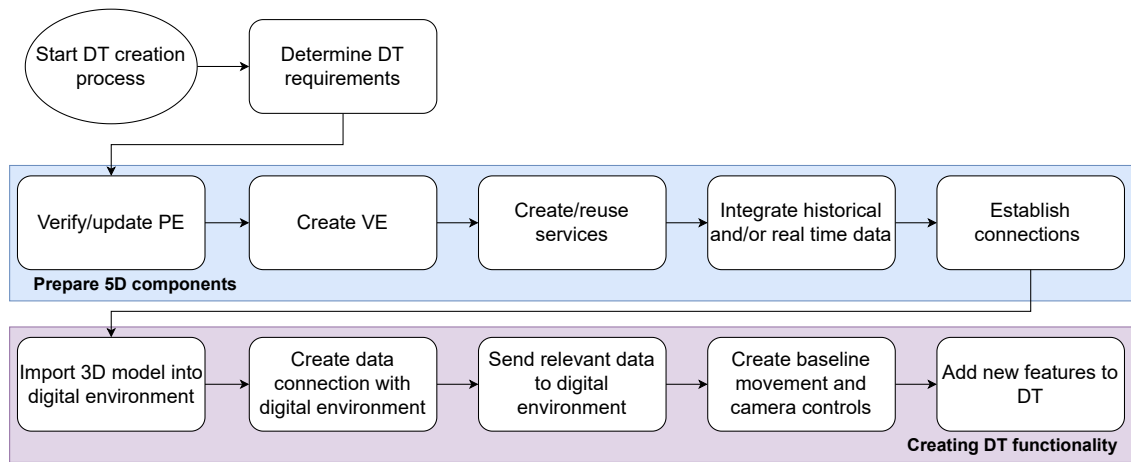 Start DT creation
process
Determine DT
requirements
Verify/update PE
Create VE
Create/reuse
services
Integrate historical
and/or real time data
Establish
connections
Prepare 5D components
Import 3D model into
digital environment
Create data
connection with
digital environment
Send relevant data
to digital
environment
Create baseline
movement and
camera controls
Add new features to
DT
Creating DT functionality